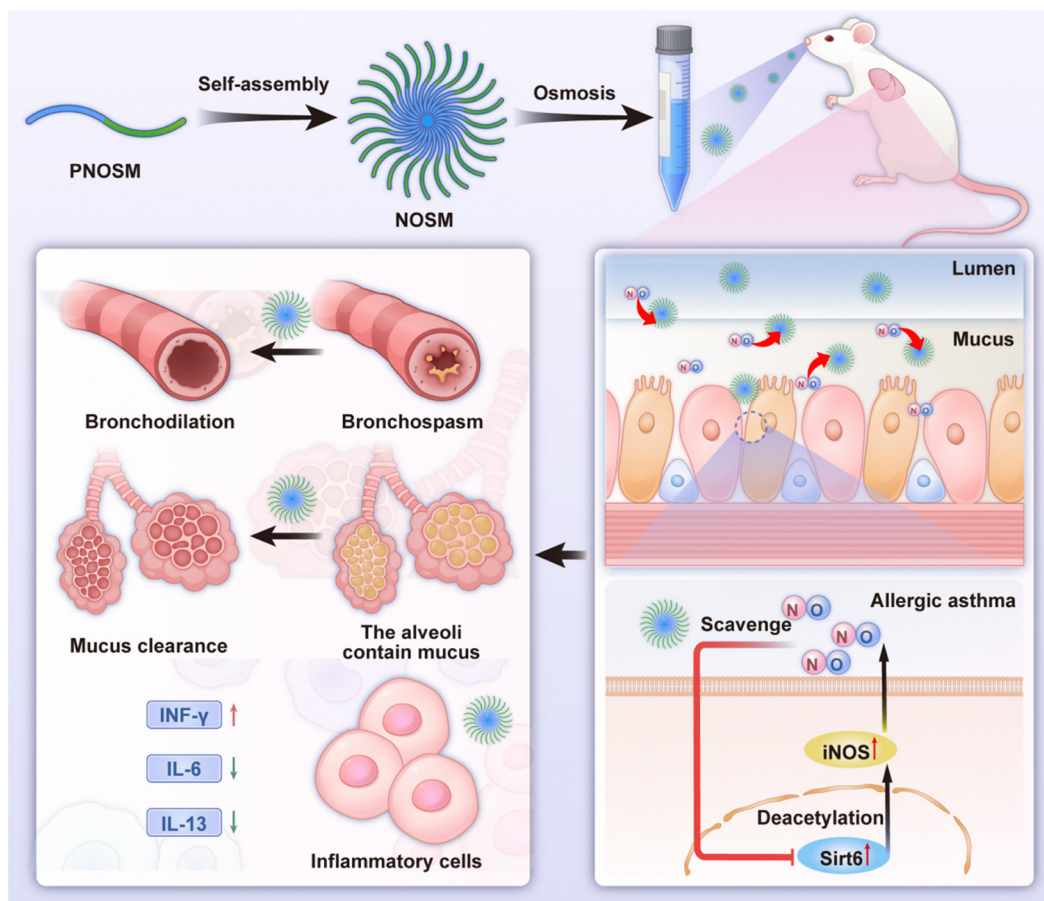 Self-assembly
Osmosis
PNOSM
NOSM
Bronchodilation
Bronchospasm
Mucus clearance
The alveoli
contain mucus
INF-γ
IL-6
IL-13
Inflammatory cells
Lumen
N O
Mucus
N O
N O
N O
N O
N O
Allergic asthma
Scavenge
N O
N O
N O
iNOS
Deacetylation
Sirt6